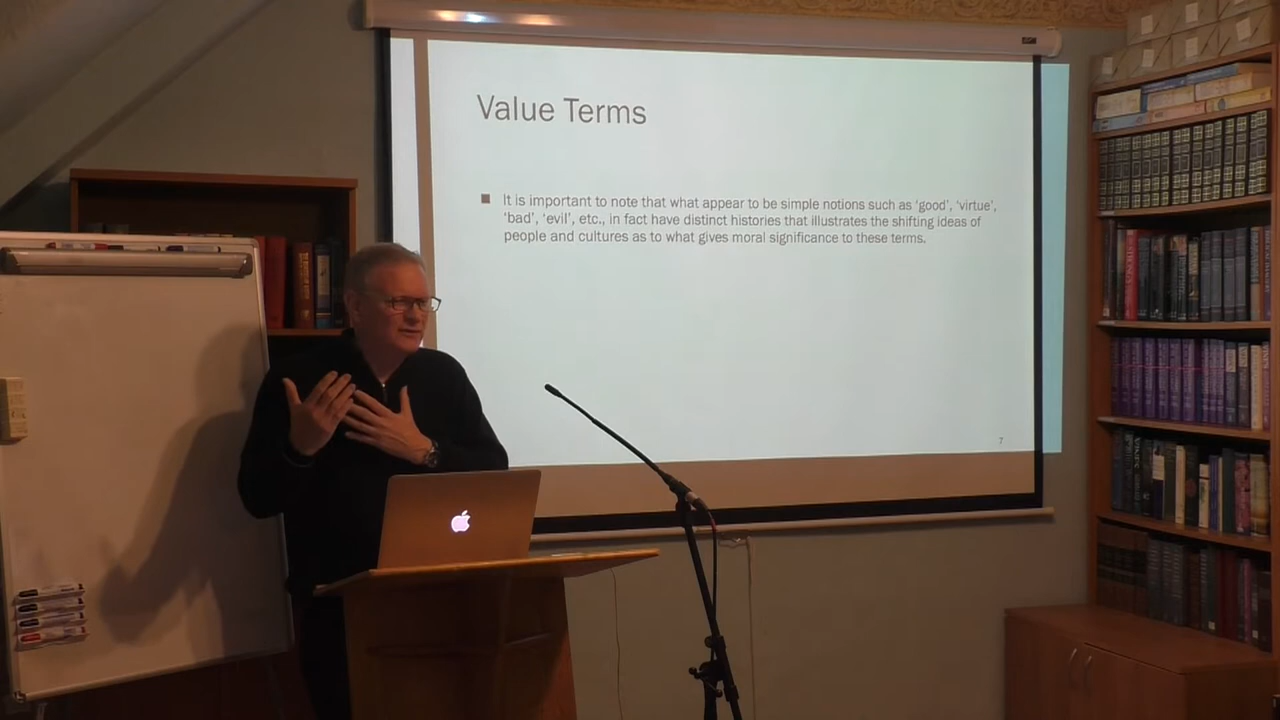 Value Terms
It is important to note that what appear to be simple notions such as ‘good’, ‘virtue’,
‘bad’, ‘evil’, etc., in fact have distinct histories that illustrates the shifting ideas of
people and cultures as to what gives moral significance to these terms.
7